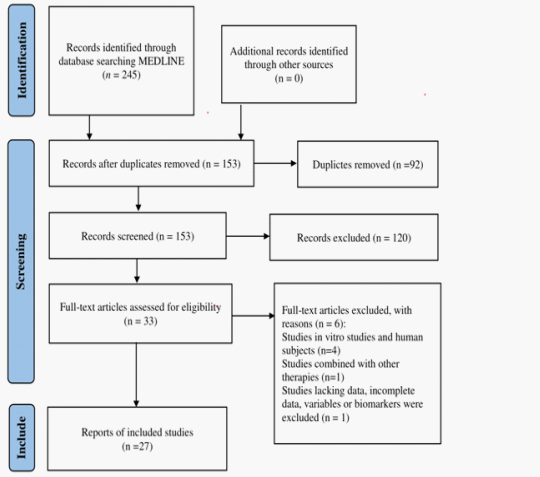 Identification
Records identified through
database searching MEDLINE
(n = 245)
Additional records identified
through other sources
(n = 0)
Screening
Records after duplicates removed (n = 153)
Duplictes removed (n =92)
Records screened (n = 153)
Records excluded (n = 120)
Full-text articles assessed for eligibility
(n = 33)
Full-text articles excluded, with
reasons (n = 6):
Studies in vitro studies and human
subjects (n=4)
Studies combined with other
therapies (n=1)
Studies lacking data, incomplete
data, variables or biomarkers were
excluded (n = 1)
Include
Reports of included studies
(n =27)